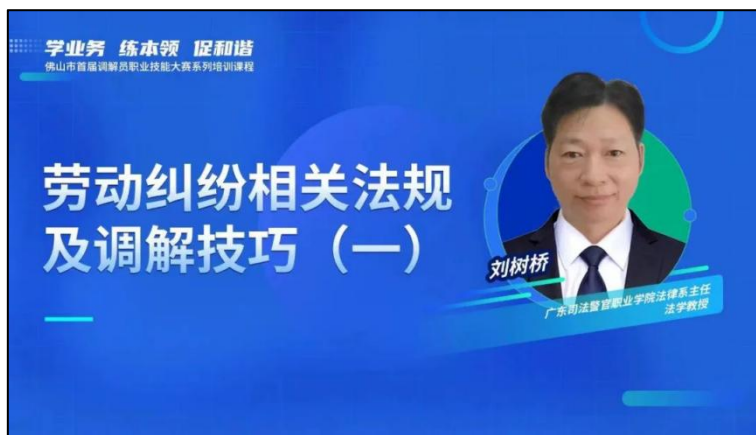 学业务 练本领 促和谐
佛山市首届调解员职业技能大赛系列培训课程
劳动纠纷相关法规
及调解技巧（一）
刘树桥
广东司法警官职业学院法律系主任
法学教授